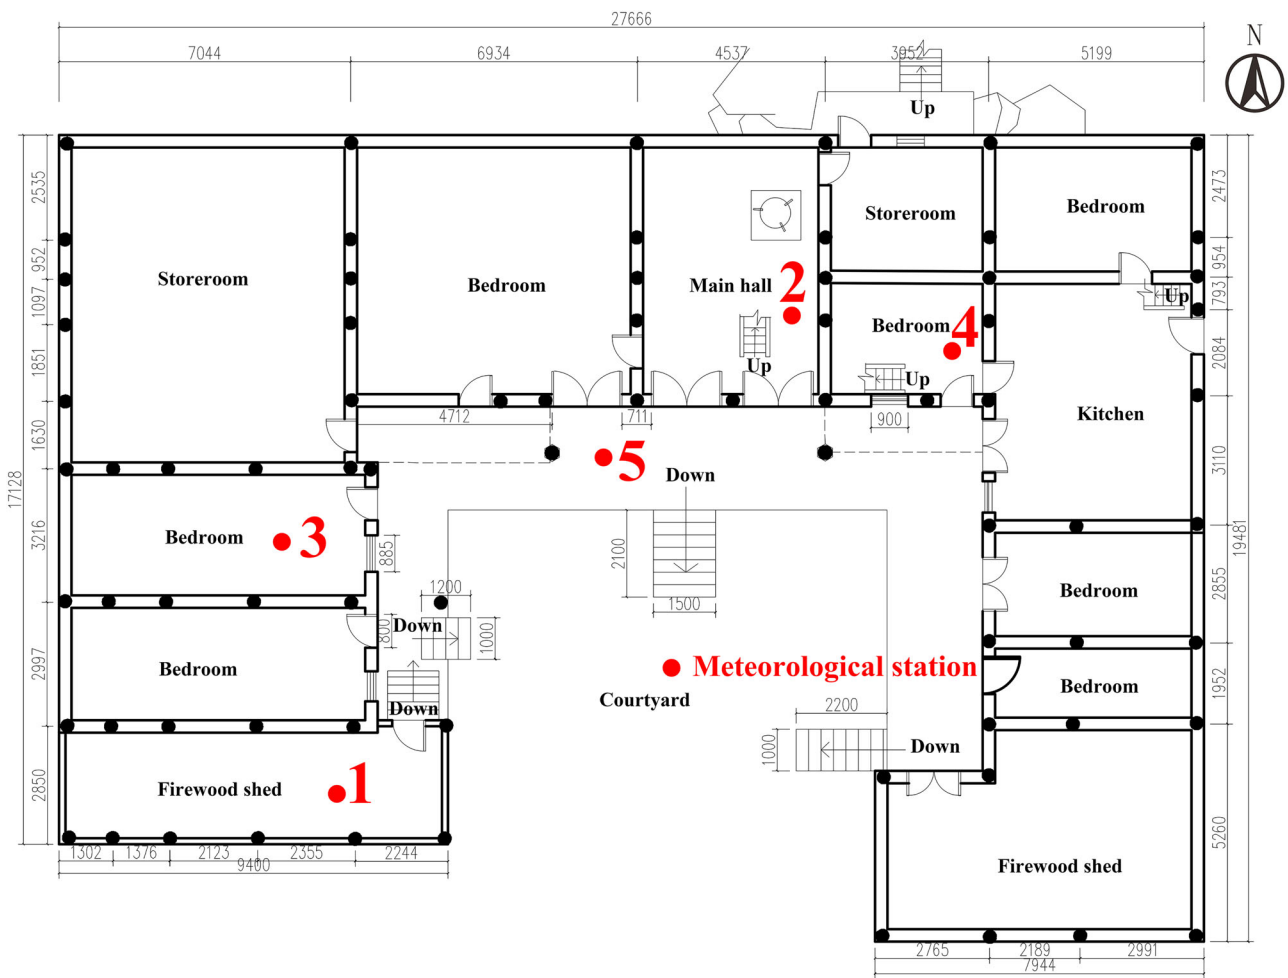 27666
N
7044
6934
4537
3952
5199
Up
2535
2473
Storeroom
Bedroom
954
952
Storeroom
Bedroom
Main hall
2
793
Up
1097
Bedroom
4
2084
1851
Up
Up
4712
711
900
Kitchen
1630
5
Down
3110
17128
19481
3216
Bedroom
3
885
2100
1200
1500
Bedroom
2855
Down
800
1000
2997
Bedroom
Meteorological station
Bedroom
1952
Down
Courtyard
2200
1000
Down
2850
Firewood shed
1
5260
1302
1376
2123
2355
2244
9400
Firewood shed
2765
2189
2991
7944